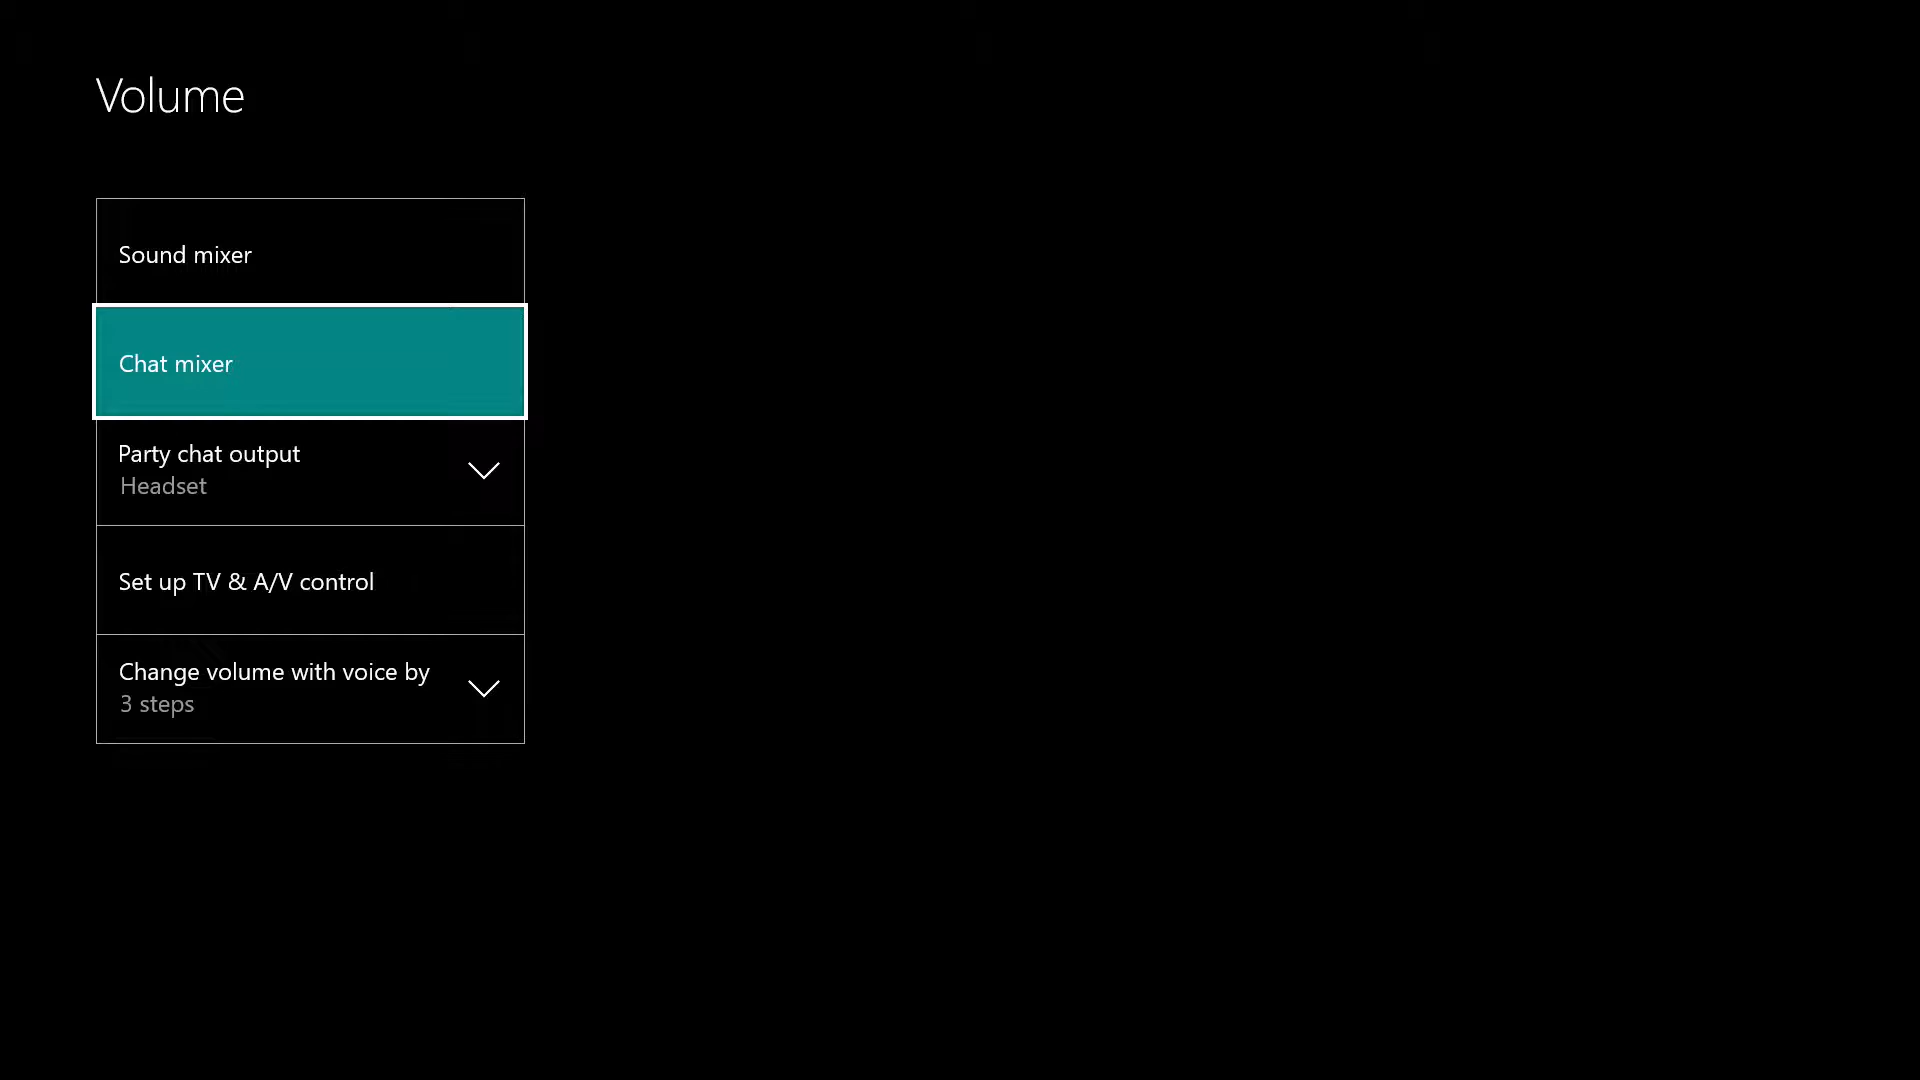 Volume
Sound mixer
Chat mixer
Party chat output
Headset
Set up TV & A/V control
Change volume with voice by
3 steps